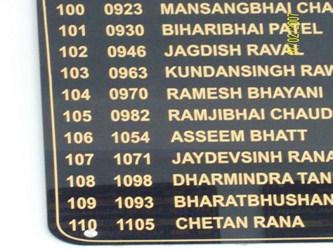 100 0923 MANSANGBHAI CHA
101 0930 BIHARIBHAI PATEL
102 0946 JAGDISH RAVAL
103 0963 KUNDANSINGH RAW
104 0970 RAMESH BHAYANI
105 0982 RAMJIBHAI CHAUD
106 1054 ASSEEM BHATT
107 1071 JAYDEVSINH RANA
108 1098 DHARMINDRA TAN
109 1093 BHARATBHUSHAN
110 1105 CHETAN RANA